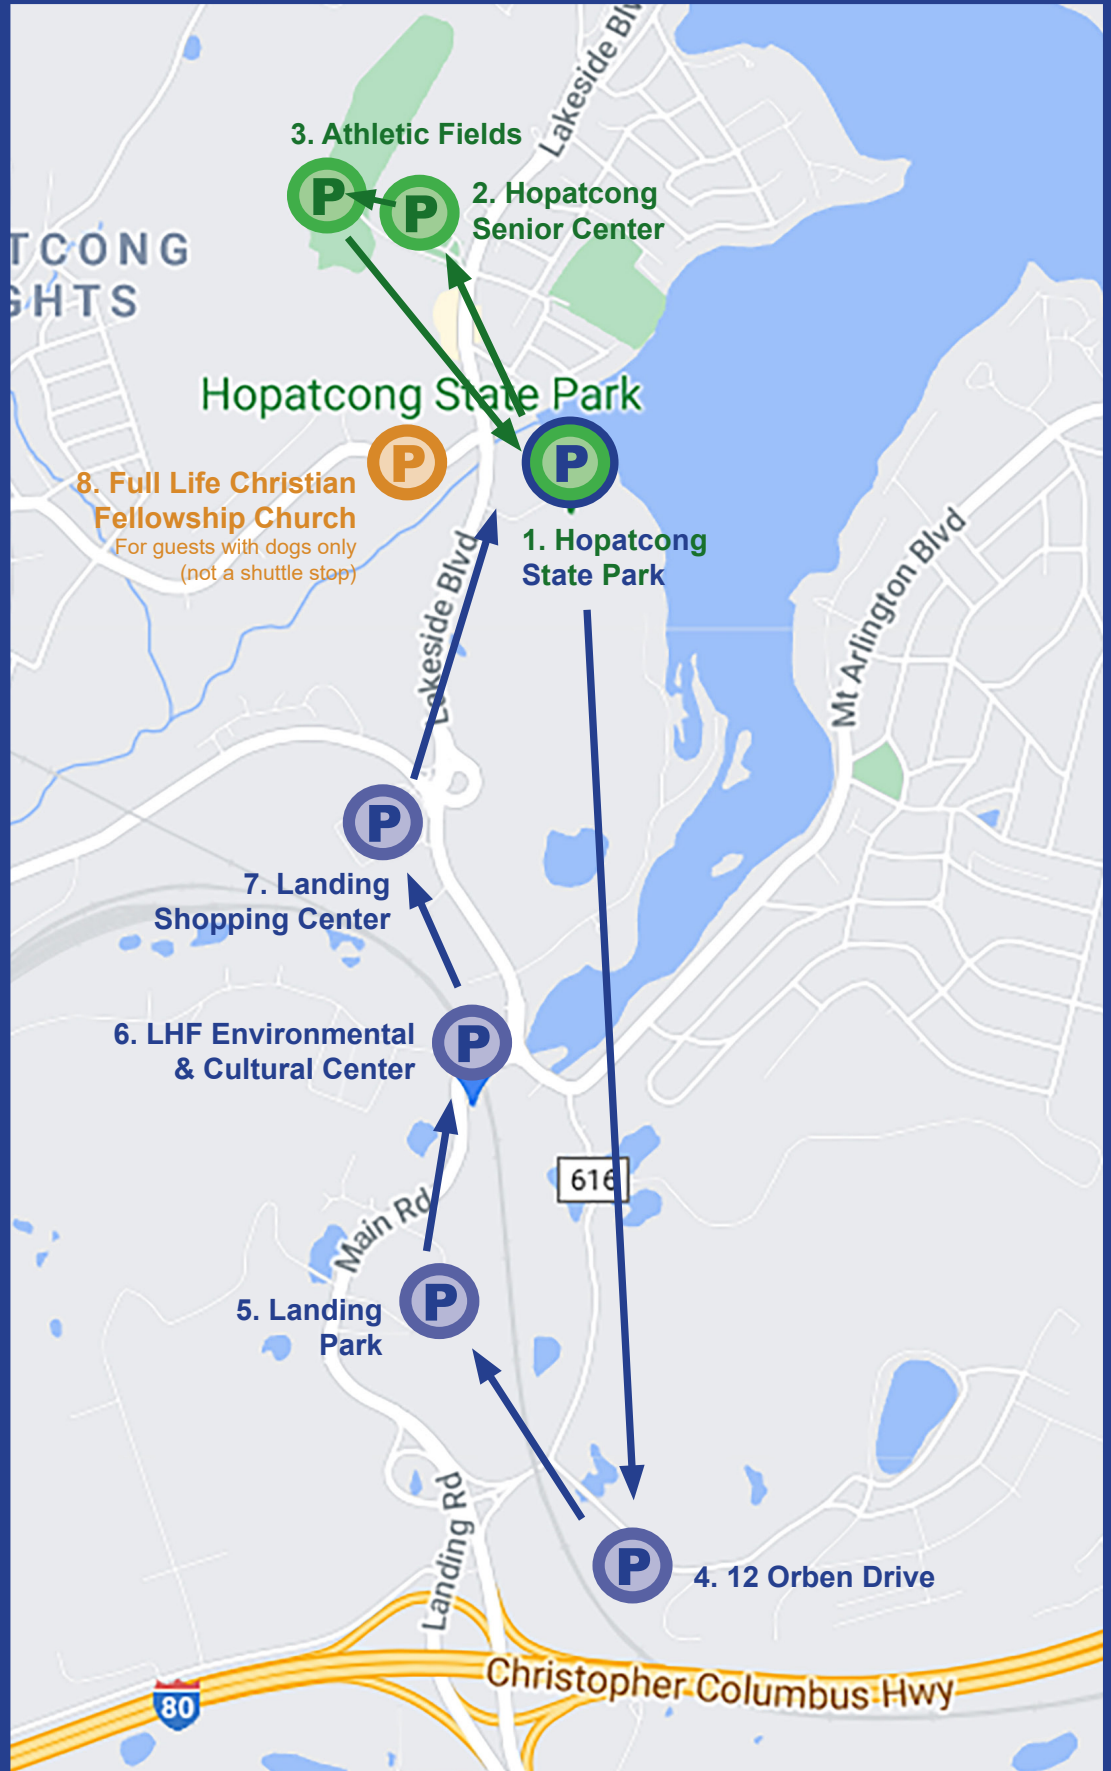 Lakeside Blv
3. Athletic Fields
P
P
2. Hopatcong
Senior Center
TCONG
GHTS
Hopatcong State Park
P
P
8. Full Life Christian
Fellowship Church
For guests with dogs only
(not a shuttle stop)
1. Hopatcong
State Park
Lakeside Blvd
Mt Arlington Blvd
P
7. Landing
Shopping Center
6. LHF Environmental
& Cultural Center
P
616
Main Rd
P
5. Landing
Park
Landing Rd
P
4. 12 Orben Drive
Christopher Columbus Hwy
80